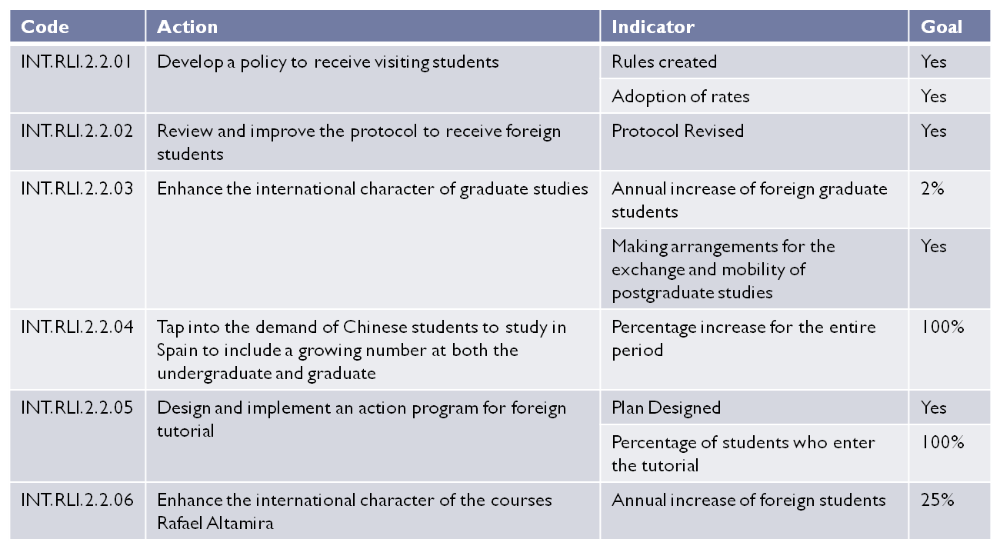 Code Action Indicator Goal
INT.RLI.2.2.01 Develop a policy to receive visiting students Rules created Yes
Adoption of rates Yes
INT.RLI.2.2.02 Review and improve the protocol to receive foreign Protocol Revised Yes
students
INT.RLI.2.2.03 Enhance the international character of graduate studies Annual increase of foreign graduate 2%
students
Making arrangements for the Yes
exchange and mobility of
postgraduate studies
INT.RLI.2.2.04 Tap into the demand of Chinese students to study in Percentage increase for the entire 100%
Spain to include a growing number at both the period
undergraduate and graduate
INT.RLI.2.2.05 Design and implement an action program for foreign Plan Designed Yes
tutorial
Percentage of students who enter 100%
the tutorial
INT.RLI.2.2.06 Enhance the international character of the courses Annual increase of foreign students 25%
Rafael Altamira